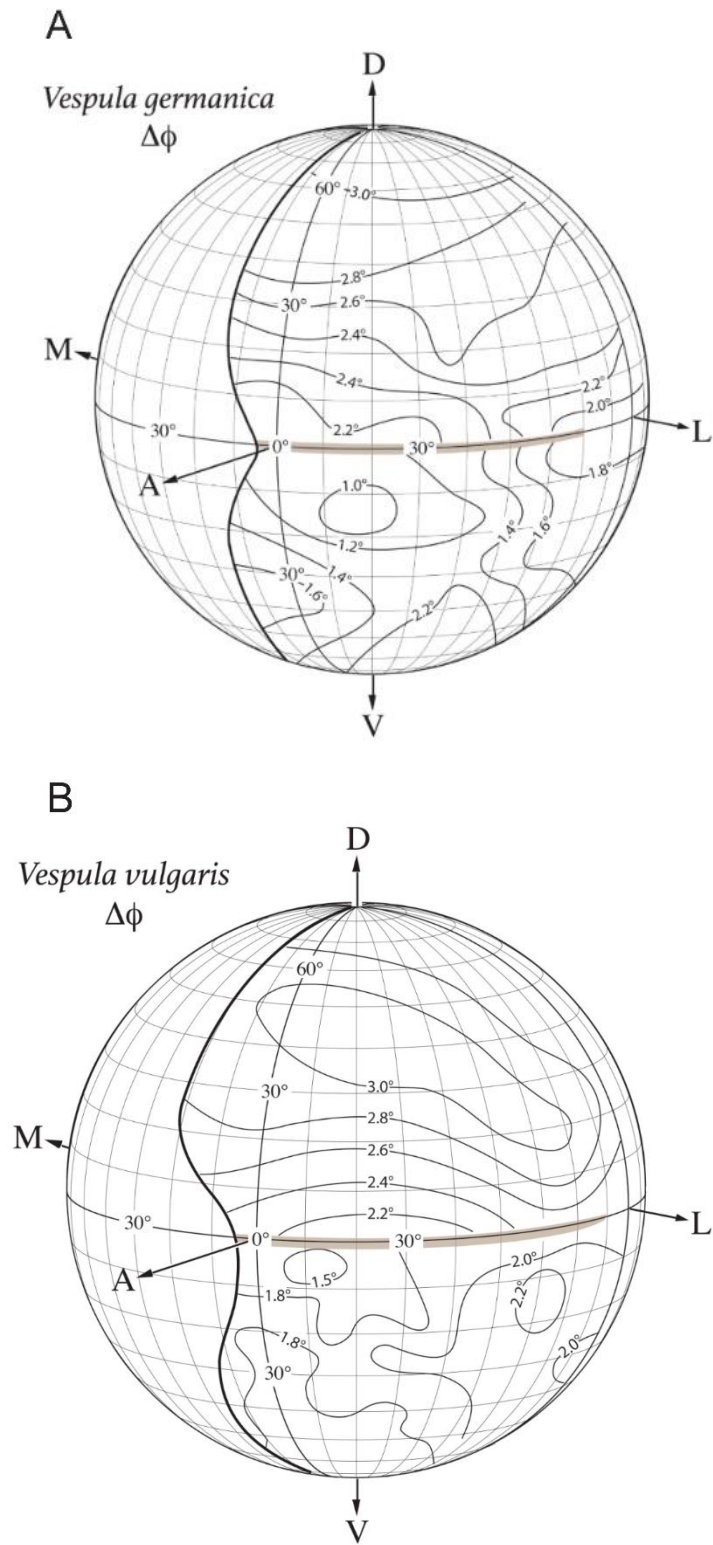 A
D
Vespula germanica
Δϕ
60°
3.0°
2.8°
30°
2.6°
2.4°
M
2.4°
2.2°
2.0°
30°
0°
2.2°
30°
L
A
1.8°
1.0°
1.2°
1.4°
1.6°
30°
1.4°
1.6°
2.2°
V
B
D
Vespula vulgaris
Δϕ
60°
30°
3.0°
2.8°
M
2.6°
2.4°
2.2°
30°
0°
30°
L
A
1.5°
2.0°
1.8°
2.2°
1.8°
30°
2.0°
V